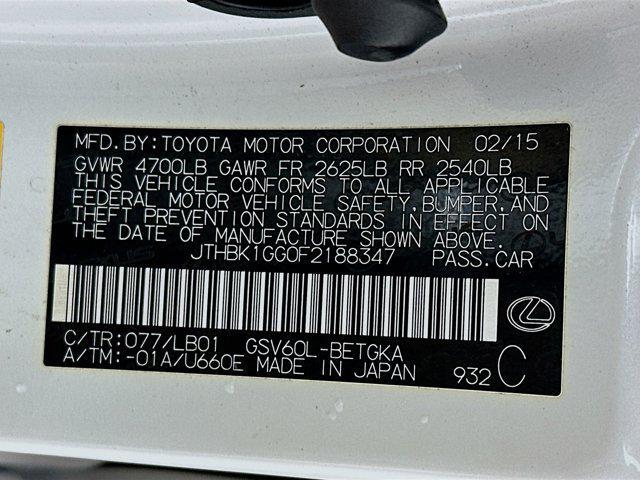 MFD.BY:TOYOTA MOTOR CORPORATION 02/15
GVWR 4700LB GAWR FR 2625LB RR 2540LB
THIS VEHICLE CONFORMS TO ALL APPLICABLE
FEDERAL MOTOR VEHICLE SAFETY,BUMPER,AND
THEFT PREVENTION STANDARDS IN EFFECT ON
THE DATE OF MANUFACTURE SHOWN ABOVE.
JTHBK1GG0F2188347 PASS.CAR
C/TR:077/LB01 GSV60L-BETGKA
A/TM:-01A/U660E MADE IN JAPAN 932 C